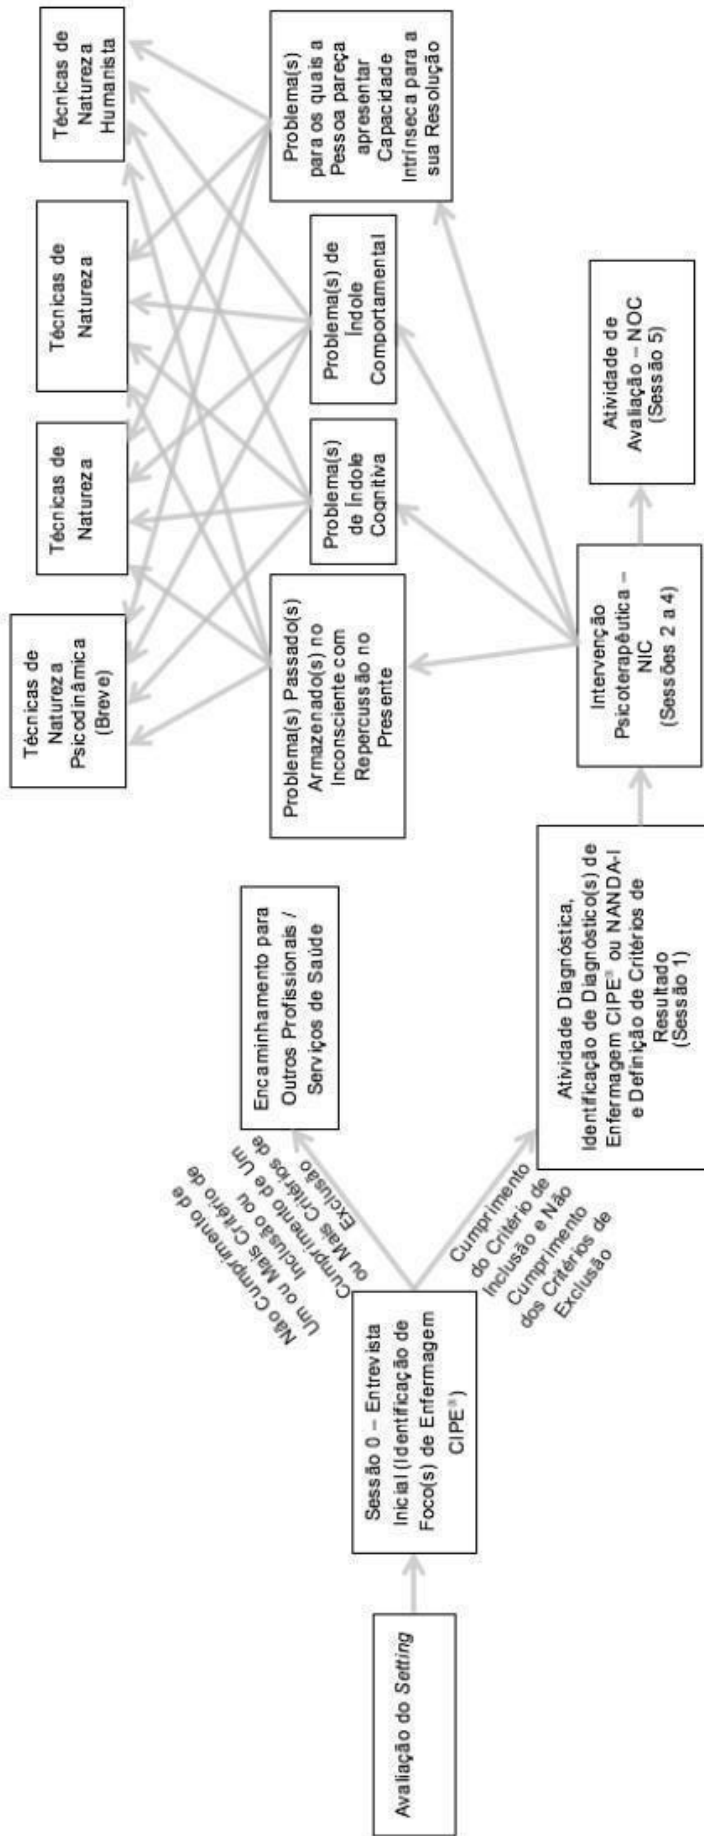 Avaliação do Setting
Sessão 0 – Entrevista
Inicial (Identificação de
Foco(s) de Enfermagem
CIPE®)
Não Cumprimento de
Um ou Mais Critério de
Inclusão ou
Cumprimento de Um
ou Mais Critérios de
Exclusão
Encaminhamento para
Outros Profissionais /
Serviços de Saúde
Cumprimento
do Critério de
Inclusão e Não
Cumprimento
dos Critérios de
Exclusão
Atividade Diagnóstica,
Identificação de Diagnóstico(s) de
Enfermagem CIPE® ou NANDA-I
e Definição de Critérios de
Resultado
(Sessão 1)
Intervenção
Psicoterapêutica –
NIC
(Sessões 2 a 4)
Atividade de
Avaliação – NOC
(Sessão 5)
Problema(s) Passado(s)
Armazenado(s) no
Inconsciente com
Repercussão no
Presente
Problema(s)
de Índole
Cognitiva
Problema(s) de
Índole
Comportamental
Problema(s)
para os quais a
Pessoa pareça
apresentar
Capacidade
Intrínseca para a
sua Resolução
Técnicas de
Natureza
Psicodinâmica
(Breve)
Técnicas de
Natureza
Técnicas de
Natureza
Técnicas de
Natureza
Humanista